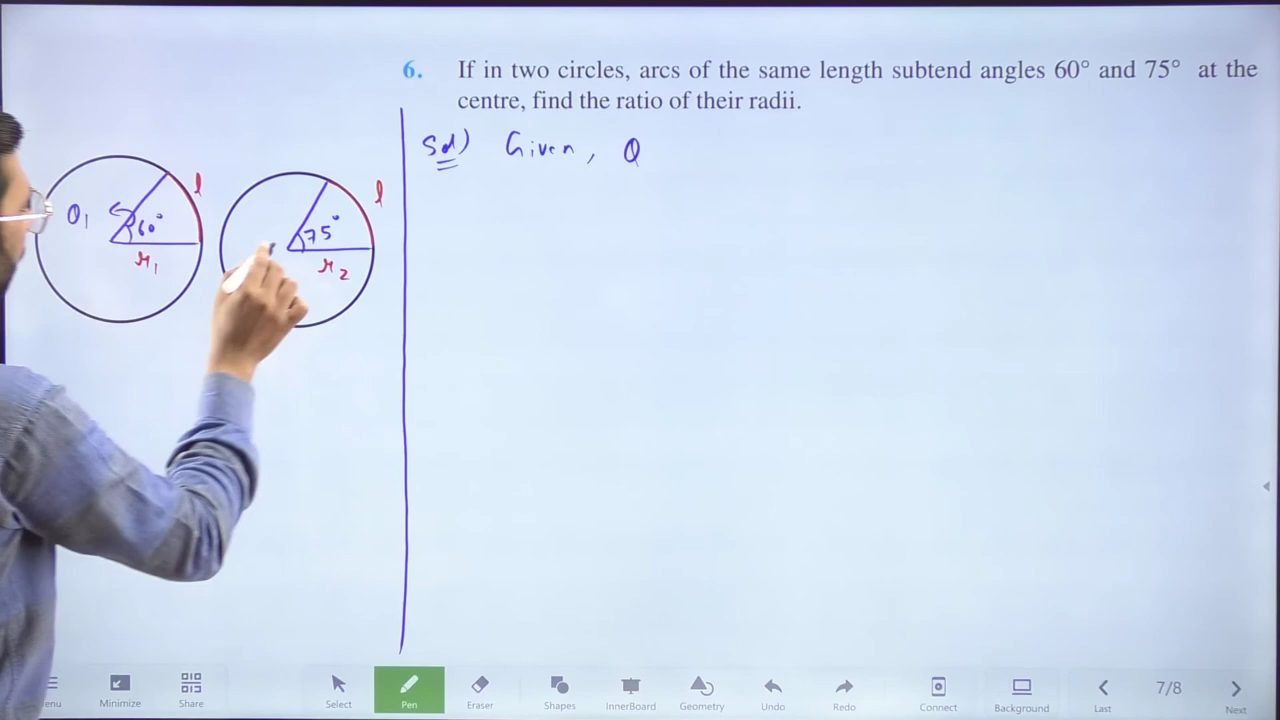 6. If in two circles, arcs of the same length subtend angles 60° and 75° at the
centre, find the ratio of their radii.
Sol) Given, θ
θ₁ 60° l
r₁
75° l
r₂
Minimize
Share
Select
Pen
Eraser
Shapes
InnerBoard
Geometry
Undo
Redo
Connect
Background
Last
7/8
Next